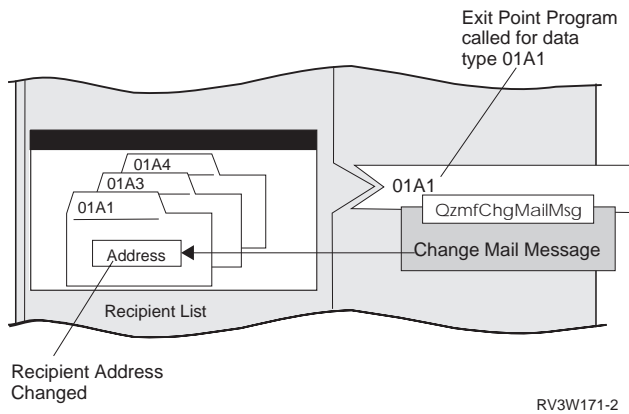 Exit Point Program
called for data
type 01A1
01A4
01A3
01A1
01A1
QzmfChgMailMsg
Address
Change Mail Message
Recipient List
Recipient Address
Changed
RV3W171-2